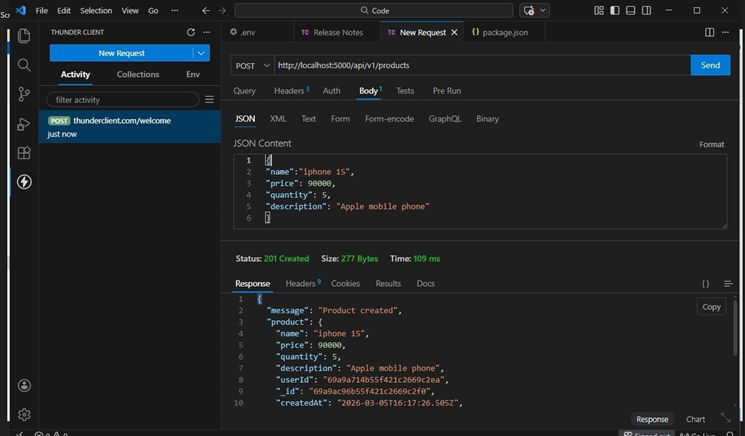 File Edit Selection View Go ... Code
THUNDER CLIENT ...
.env Release Notes New Request package.json ...
New Request
Activity Collections Env
filter activity
POST thunderclient.com/welcome
just now
POST http://localhost:5000/api/v1/products Send
Query Headers 3 Auth Body 1 Tests Pre Run
JSON XML Text Form Form-encode GraphQL Binary
JSON Content Format
1 {
2 "name":"iphone 15",
3 "price": 90000,
4 "quantity": 5,
5 "description": "Apple mobile phone"
6 }
Status: 201 Created Size: 277 Bytes Time: 109 ms
Response Headers 9 Cookies Results Docs { }
Copy
1 {
2 "message": "Product created",
3 "product": {
4 "name": "iphone 15",
5 "price": 90000,
6 "quantity": 5,
7 "description": "Apple mobile phone",
8 "userId": "69a9a714b55f421c2669c2ea",
9 "_id": "69a9ac96b55f421c2669c2f0",
10 "createdAt": "2026-03-05T16:17:26.505Z",
Response Chart